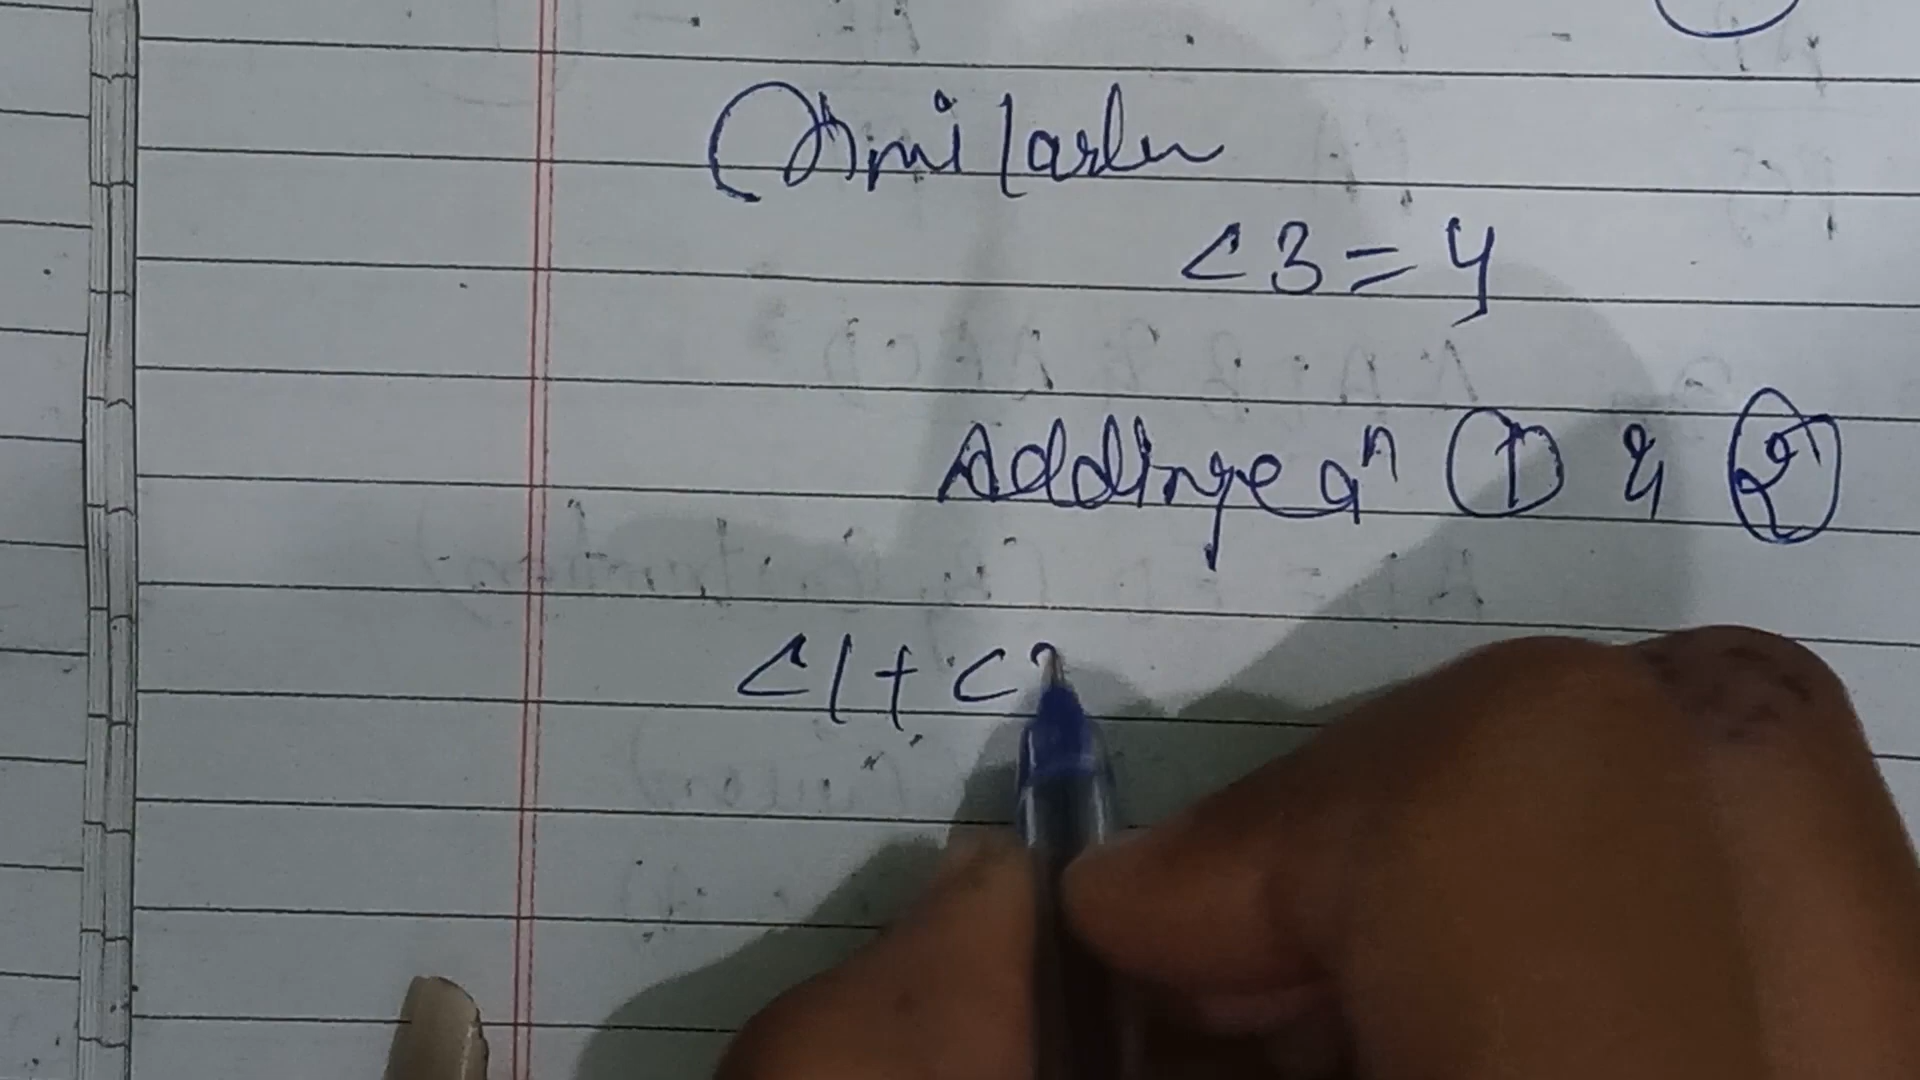 Similarly
∠3 = 4
Adding eqn ① & ②
∠1 + ∠